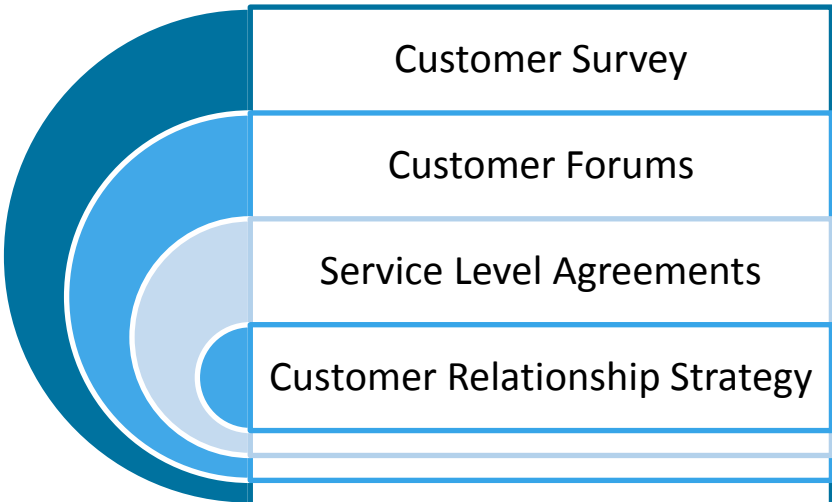 Customer Survey
Customer Forums
Service Level Agreements
Customer Relationship Strategy